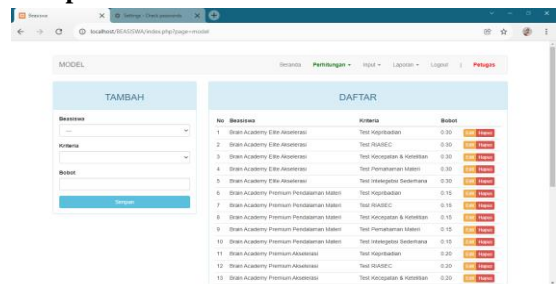 Beasiswa
Settings - Clear payments
localhost/BEASISWA/index.php?page=model
MODEL
Beranda Perhitungan Input Laporan Logout | Petugas
TAMBAH
Beasiswa
---
Kriteria
Bobot
Simpan
DAFTAR
No Beasiswa Kriteria Bobot
1 Brain Academy Elite Akselerasi Test Kepribadian 0.30 Edit Hapus
2 Brain Academy Elite Akselerasi Test RIASEC 0.30 Edit Hapus
3 Brain Academy Elite Akselerasi Test Kecepatan & Ketelitian 0.30 Edit Hapus
4 Brain Academy Elite Akselerasi Test Pemahaman Materi 0.30 Edit Hapus
5 Brain Academy Elite Akselerasi Test Intelegatas Sederhana 0.30 Edit Hapus
6 Brain Academy Premium Pendalaman Materi Test Kepribadian 0.15 Edit Hapus
7 Brain Academy Premium Pendalaman Materi Test RIASEC 0.15 Edit Hapus
8 Brain Academy Premium Pendalaman Materi Test Kecepatan & Ketelitian 0.15 Edit Hapus
9 Brain Academy Premium Pendalaman Materi Test Pemahaman Materi 0.15 Edit Hapus
10 Brain Academy Premium Pendalaman Materi Test Intelegatas Sederhana 0.15 Edit Hapus
11 Brain Academy Premium Akselerasi Test Kepribadian 0.20 Edit Hapus
12 Brain Academy Premium Akselerasi Test RIASEC 0.20 Edit Hapus
13 Brain Academy Premium Akselerasi Test Kecepatan & Ketelitian 0.20 Edit Hapus